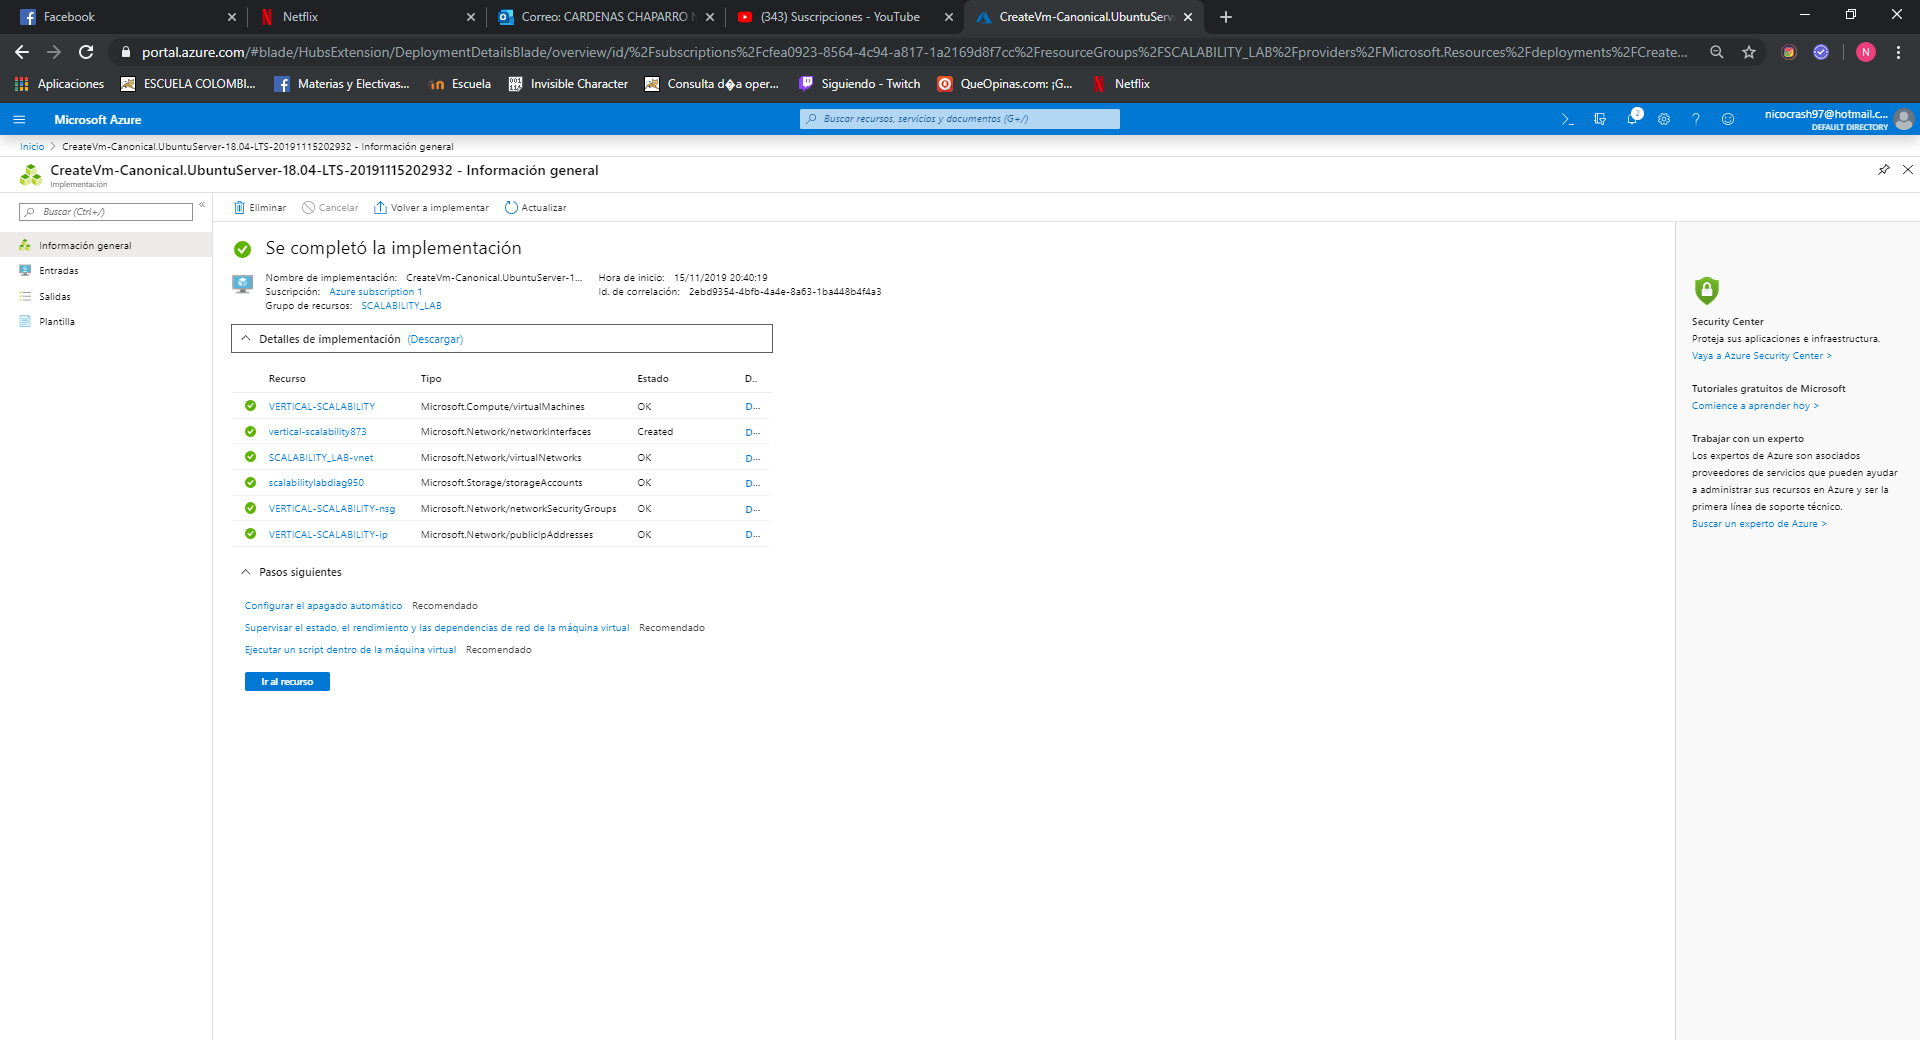 Facebook
Netflix
Correo: CARDENAS CHAPARRO N
(343) Suscripciones - YouTube
CreateVm-Canonical.UbuntuServ
portal.azure.com/#blade/HubsExtension/DeploymentDetailsBlade/overview/id/%2Fsubscriptions%2Fcfea0923-8564-4c94-a817-1a2169d8f7cc%2FresourceGroups%2FSCALABILITY_LAB%2Fproviders%2FMicrosoft.Resources%2Fdeployments%2FCreate...
N
Aplicaciones
ESCUELA COLOMBI...
Materias y Electivas...
Escuela
Invisible Character
Consulta d�a oper...
Siguiendo - Twitch
QueOpinas.com: ¡G...
Netflix
Microsoft Azure
Buscar recursos, servicios y documentos (G+/)
2
nicocrash97@hotmail.c...
DEFAULT DIRECTORY
Inicio > CreateVm-Canonical.UbuntuServer-18.04-LTS-20191115202932 - Información general
CreateVm-Canonical.UbuntuServer-18.04-LTS-20191115202932 - Información general
Implementación
Buscar (Ctrl+/)
«
Información general
Entradas
Salidas
Plantilla
Eliminar
Cancelar
Volver a implementar
Actualizar
Se completó la implementación
Nombre de implementación: CreateVm-Canonical.UbuntuServer-1...
Suscripción: Azure subscription 1
Grupo de recursos: SCALABILITY_LAB
Hora de inicio: 15/11/2019 20:40:19
Id. de correlación: 2ebd9354-4bfb-4a4e-8a63-1ba448b4f4a3
Detalles de implementación (Descargar)
Recurso Tipo Estado D..
VERTICAL-SCALABILITY Microsoft.Compute/virtualMachines OK D...
vertical-scalability873 Microsoft.Network/networkInterfaces Created D...
SCALABILITY_LAB-vnet Microsoft.Network/virtualNetworks OK D...
scalabilitylabdiag950 Microsoft.Storage/storageAccounts OK D...
VERTICAL-SCALABILITY-nsg Microsoft.Network/networkSecurityGroups OK D...
VERTICAL-SCALABILITY-ip Microsoft.Network/publicIpAddresses OK D...
Pasos siguientes
Configurar el apagado automático Recomendado
Supervisar el estado, el rendimiento y las dependencias de red de la máquina virtual Recomendado
Ejecutar un script dentro de la máquina virtual Recomendado
Ir al recurso
Security Center
Proteja sus aplicaciones e infraestructura.
Vaya a Azure Security Center >
Tutoriales gratuitos de Microsoft
Comience a aprender hoy >
Trabajar con un experto
Los expertos de Azure son asociados
proveedores de servicios que pueden ayudar
a administrar sus recursos en Azure y ser la
primera línea de soporte técnico.
Buscar un experto de Azure >